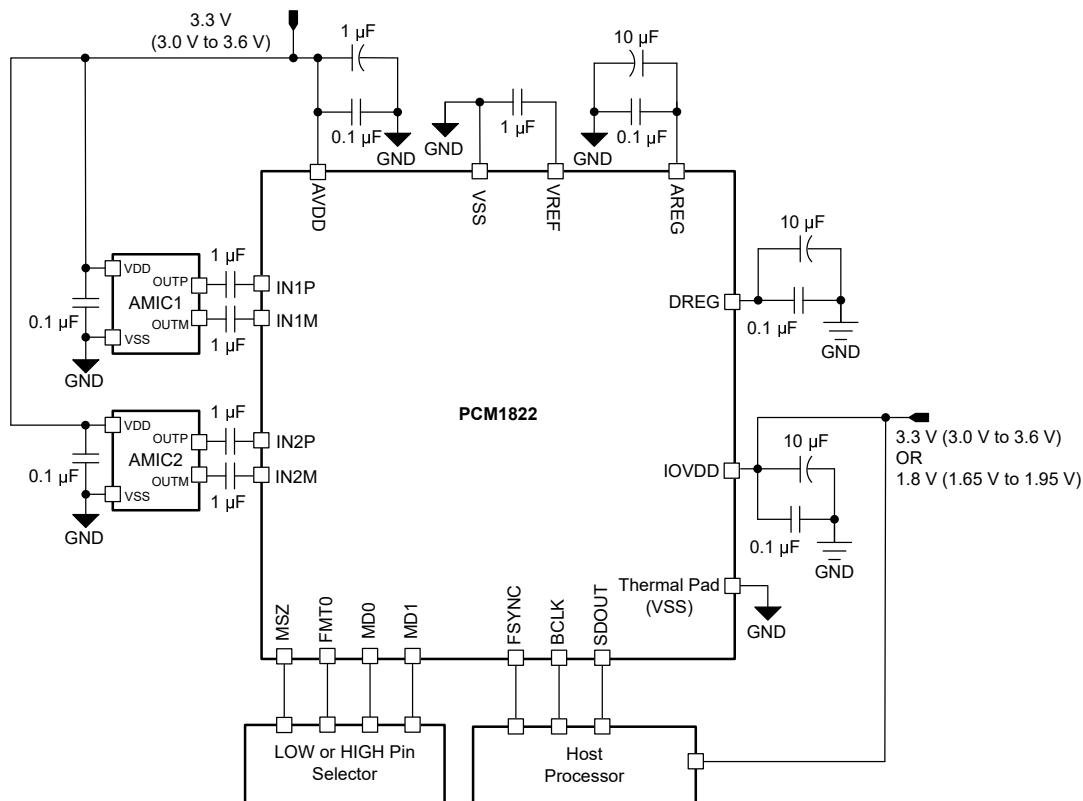 3.3 V
(3.0 V to 3.6 V)
1 µF
0.1 µF
GND
GND
1 µF
10 µF
0.1 µF
GND
AVDD
VSS
VREF
AREG
VDD
OUTP
AMIC1
OUTM
VSS
0.1 µF
GND
1 µF
1 µF
IN1P
IN1M
DREG
10 µF
0.1 µF
GND
PCM1822
VDD
OUTP
AMIC2
OUTM
VSS
0.1 µF
GND
1 µF
1 µF
IN2P
IN2M
IOVDD
10 µF
0.1 µF
GND
3.3 V (3.0 V to 3.6 V)
OR
1.8 V (1.65 V to 1.95 V)
Thermal Pad
(VSS)
GND
MSZ
FMT0
MD0
MD1
FSYNC
BCLK
SDOUT
LOW or HIGH Pin
Selector
Host
Processor